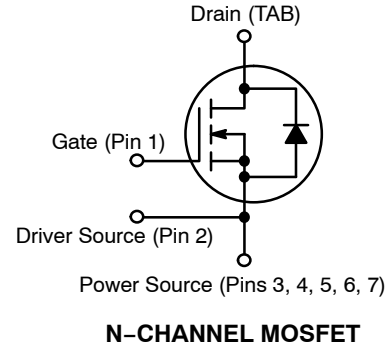 Drain (TAB)
Gate (Pin 1)
Driver Source (Pin 2)
Power Source (Pins 3, 4, 5, 6, 7)
N−CHANNEL MOSFET